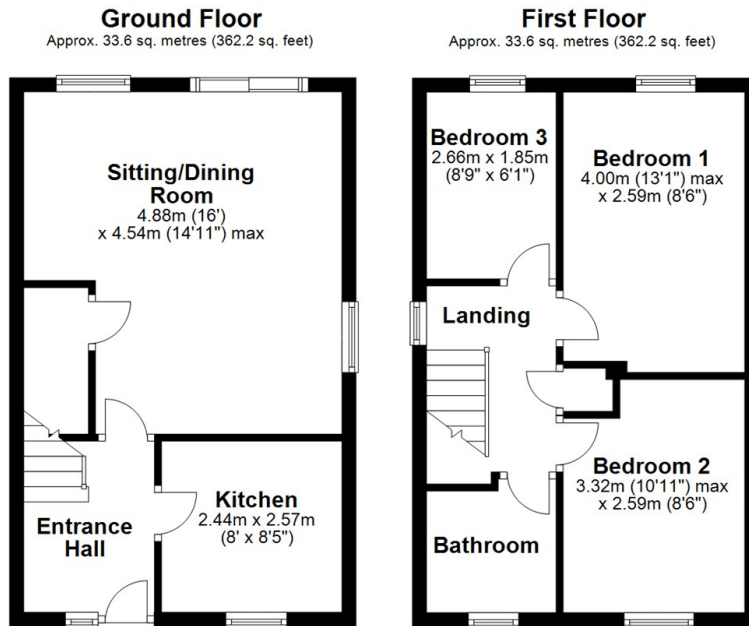 Ground Floor
Approx. 33.6 sq. metres (362.2 sq. feet)
Sitting/Dining
Room
4.88m (16')
x 4.54m (14'11") max
Kitchen
2.44m x 2.57m
(8' x 8'5")
Entrance
Hall
First Floor
Approx. 33.6 sq. metres (362.2 sq. feet)
Bedroom 3
2.66m x 1.85m
(8'9" x 6'1")
Bedroom 1
4.00m (13'1") max
x 2.59m (8'6")
Landing
Bedroom 2
3.32m (10'11") max
x 2.59m (8'6")
Bathroom